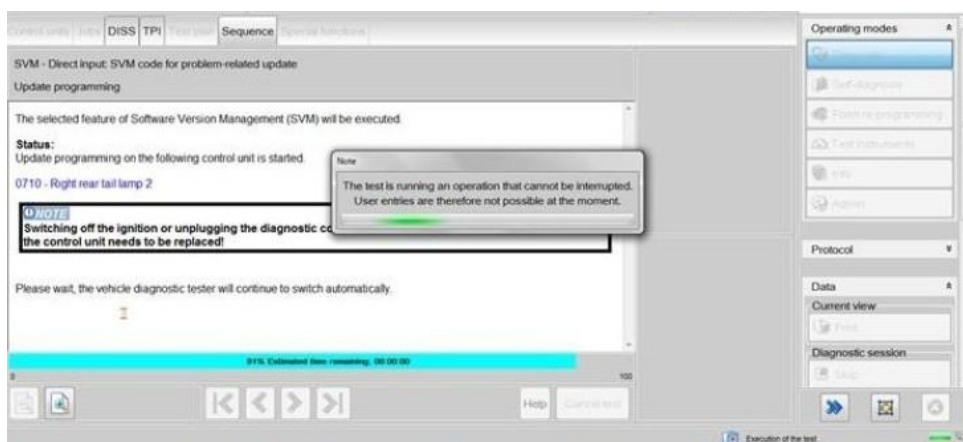 Control units Jobs DISS TPI Test plan Sequence Special functions
SVM - Direct input: SVM code for problem-related update
Update programming
The selected feature of Software Version Management (SVM) will be executed.
Status:
Update programming on the following control unit is started.
0710 - Right rear tail lamp 2
NOTE
Switching off the ignition or unplugging the diagnostic co
the control unit needs to be replaced!
Please wait, the vehicle diagnostic tester will continue to switch automatically.
Note
The test is running an operation that cannot be interrupted.
User entries are therefore not possible at the moment.
91% Estimated time remaining: 00:00:00
0 100
Help Cancel test
Operating modes
Self-diagnosis
Flash re-programming
Test instruments
Info
Admin
Protocol
Data
Current view
Print
Diagnostic session
Stop
Execution of the test